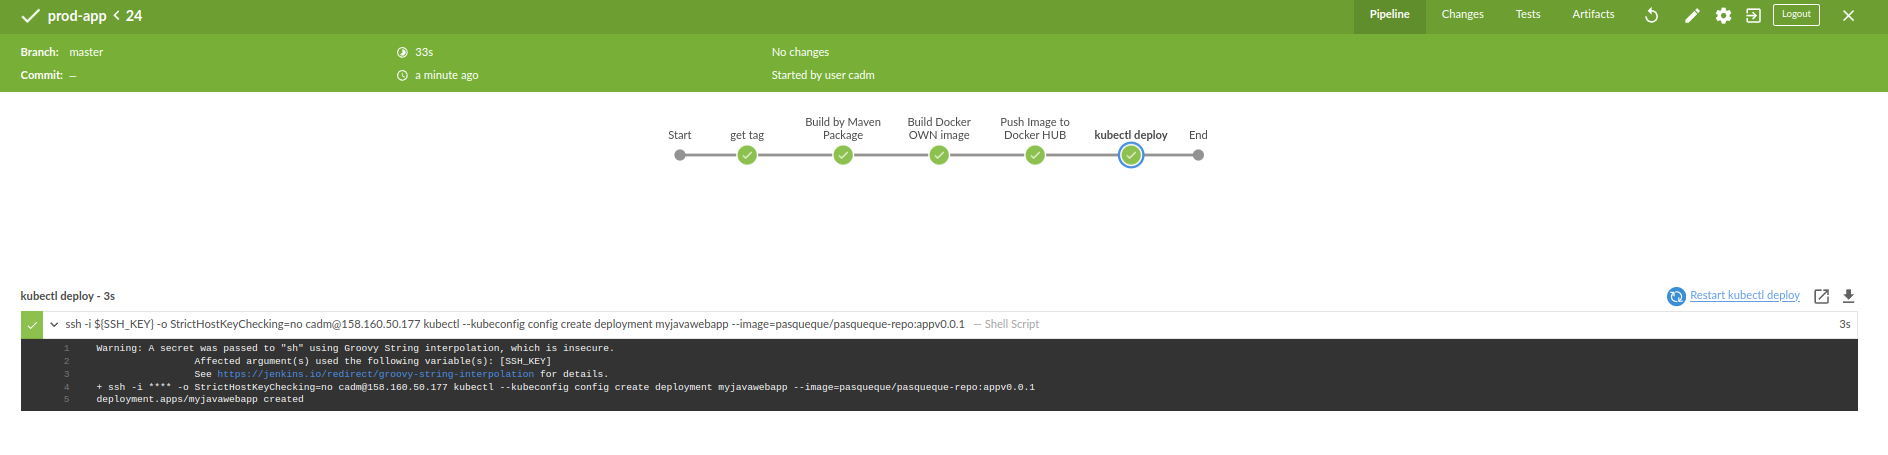 prod-app < 24
Pipeline Changes Tests Artifacts Logout
Branch: master 33s No changes
Commit: – a minute ago Started by user cadm
Start get tag Build by Maven Package Build Docker OWN image Push Image to Docker HUB kubectl deploy End
kubectl deploy - 3s Restart kubectl deploy
ssh -i ${SSH_KEY} -o StrictHostKeyChecking=no cadm@158.160.50.177 kubectl --kubeconfig config create deployment myjavawebapp --image=pasqueque/pasqueque-repo:appv0.0.1 — Shell Script 3s
1 Warning: A secret was passed to "sh" using Groovy String interpolation, which is insecure.
2 Affected argument(s) used the following variable(s): [SSH_KEY]
3 See https://jenkins.io/redirect/groovy-string-interpolation for details.
4 + ssh -i **** -o StrictHostKeyChecking=no cadm@158.160.50.177 kubectl --kubeconfig config create deployment myjavawebapp --image=pasqueque/pasqueque-repo:appv0.0.1
5 deployment.apps/myjavawebapp created